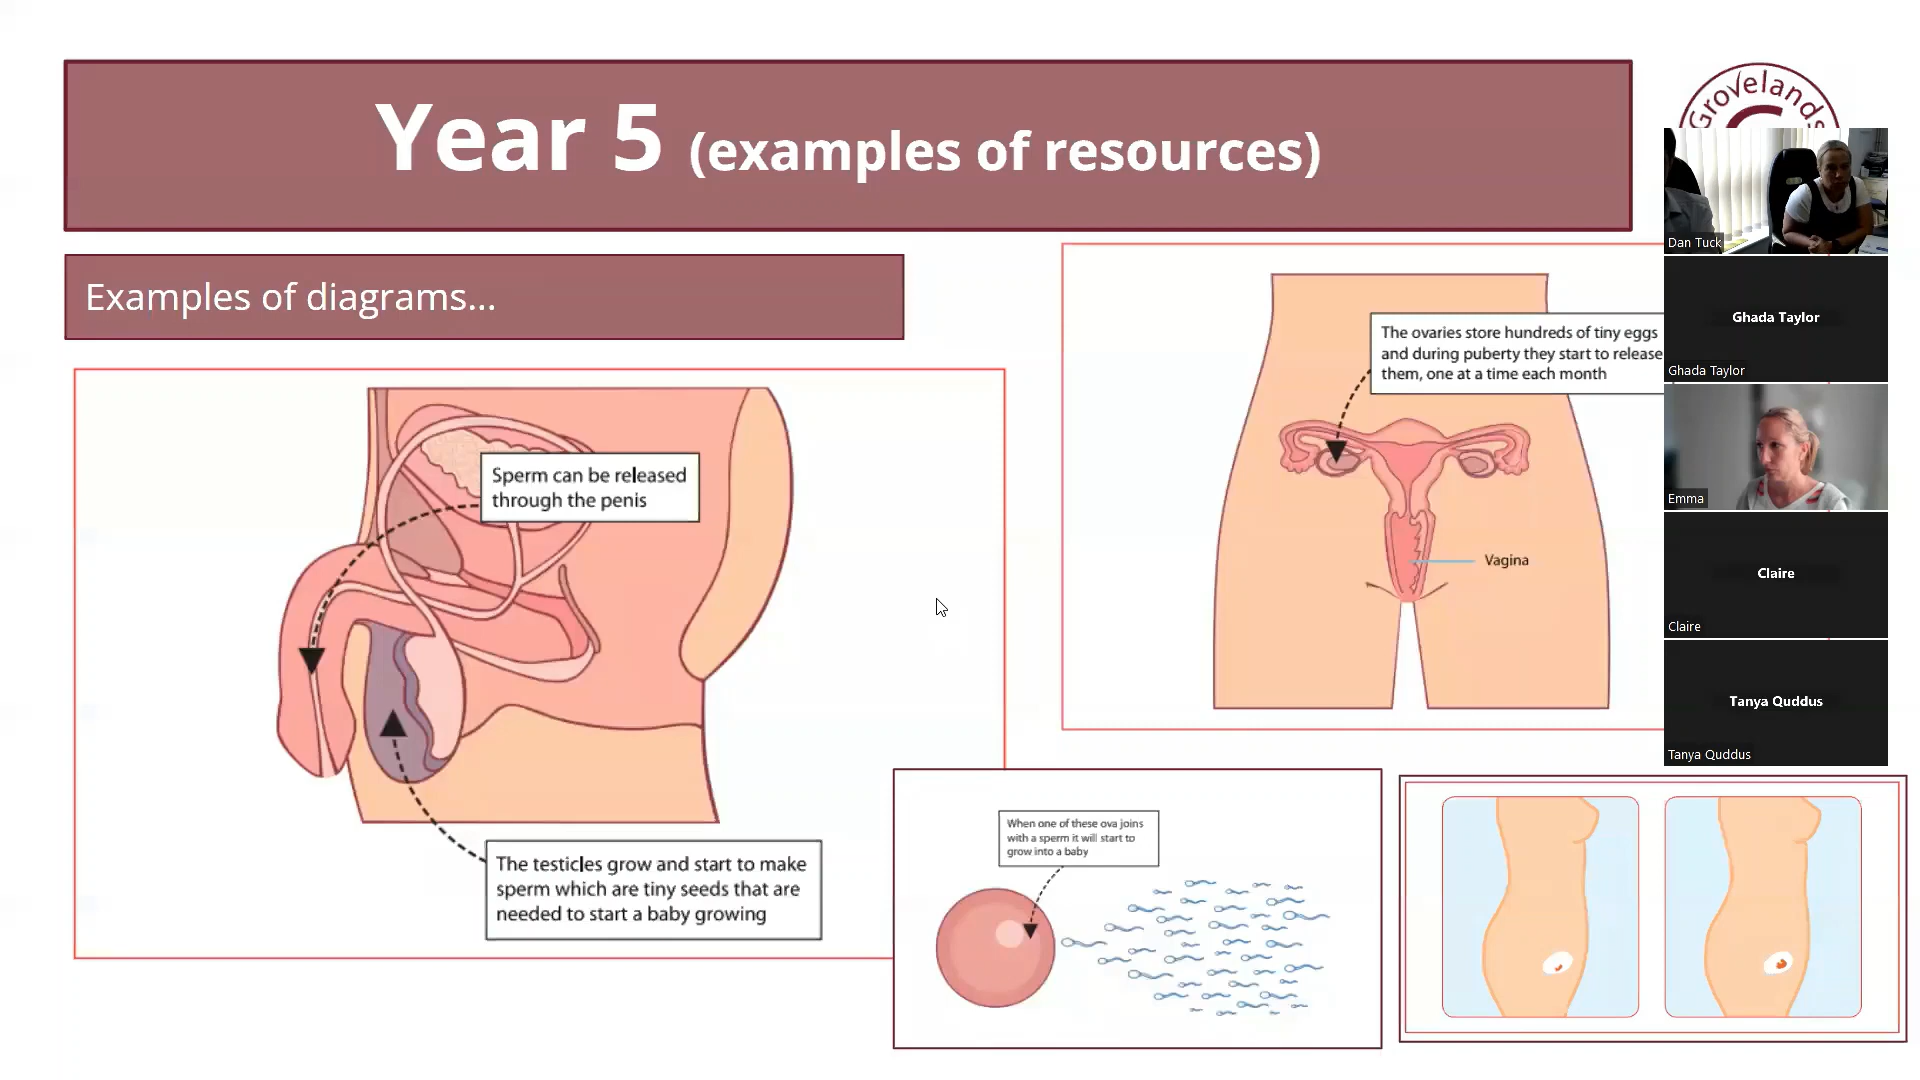 Year 5 (examples of resources)
Grovelands
Examples of diagrams...
Sperm can be released
through the penis
The testicles grow and start to make
sperm which are tiny seeds that are
needed to start a baby growing
The ovaries store hundreds of tiny eggs
and during puberty they start to release
them, one at a time each month
Vagina
When one of these ova joins
with a sperm it will start to
grow into a baby
Dan Tuck
Ghada Taylor
Ghada Taylor
Emma
Claire
Claire
Tanya Quddus
Tanya Quddus